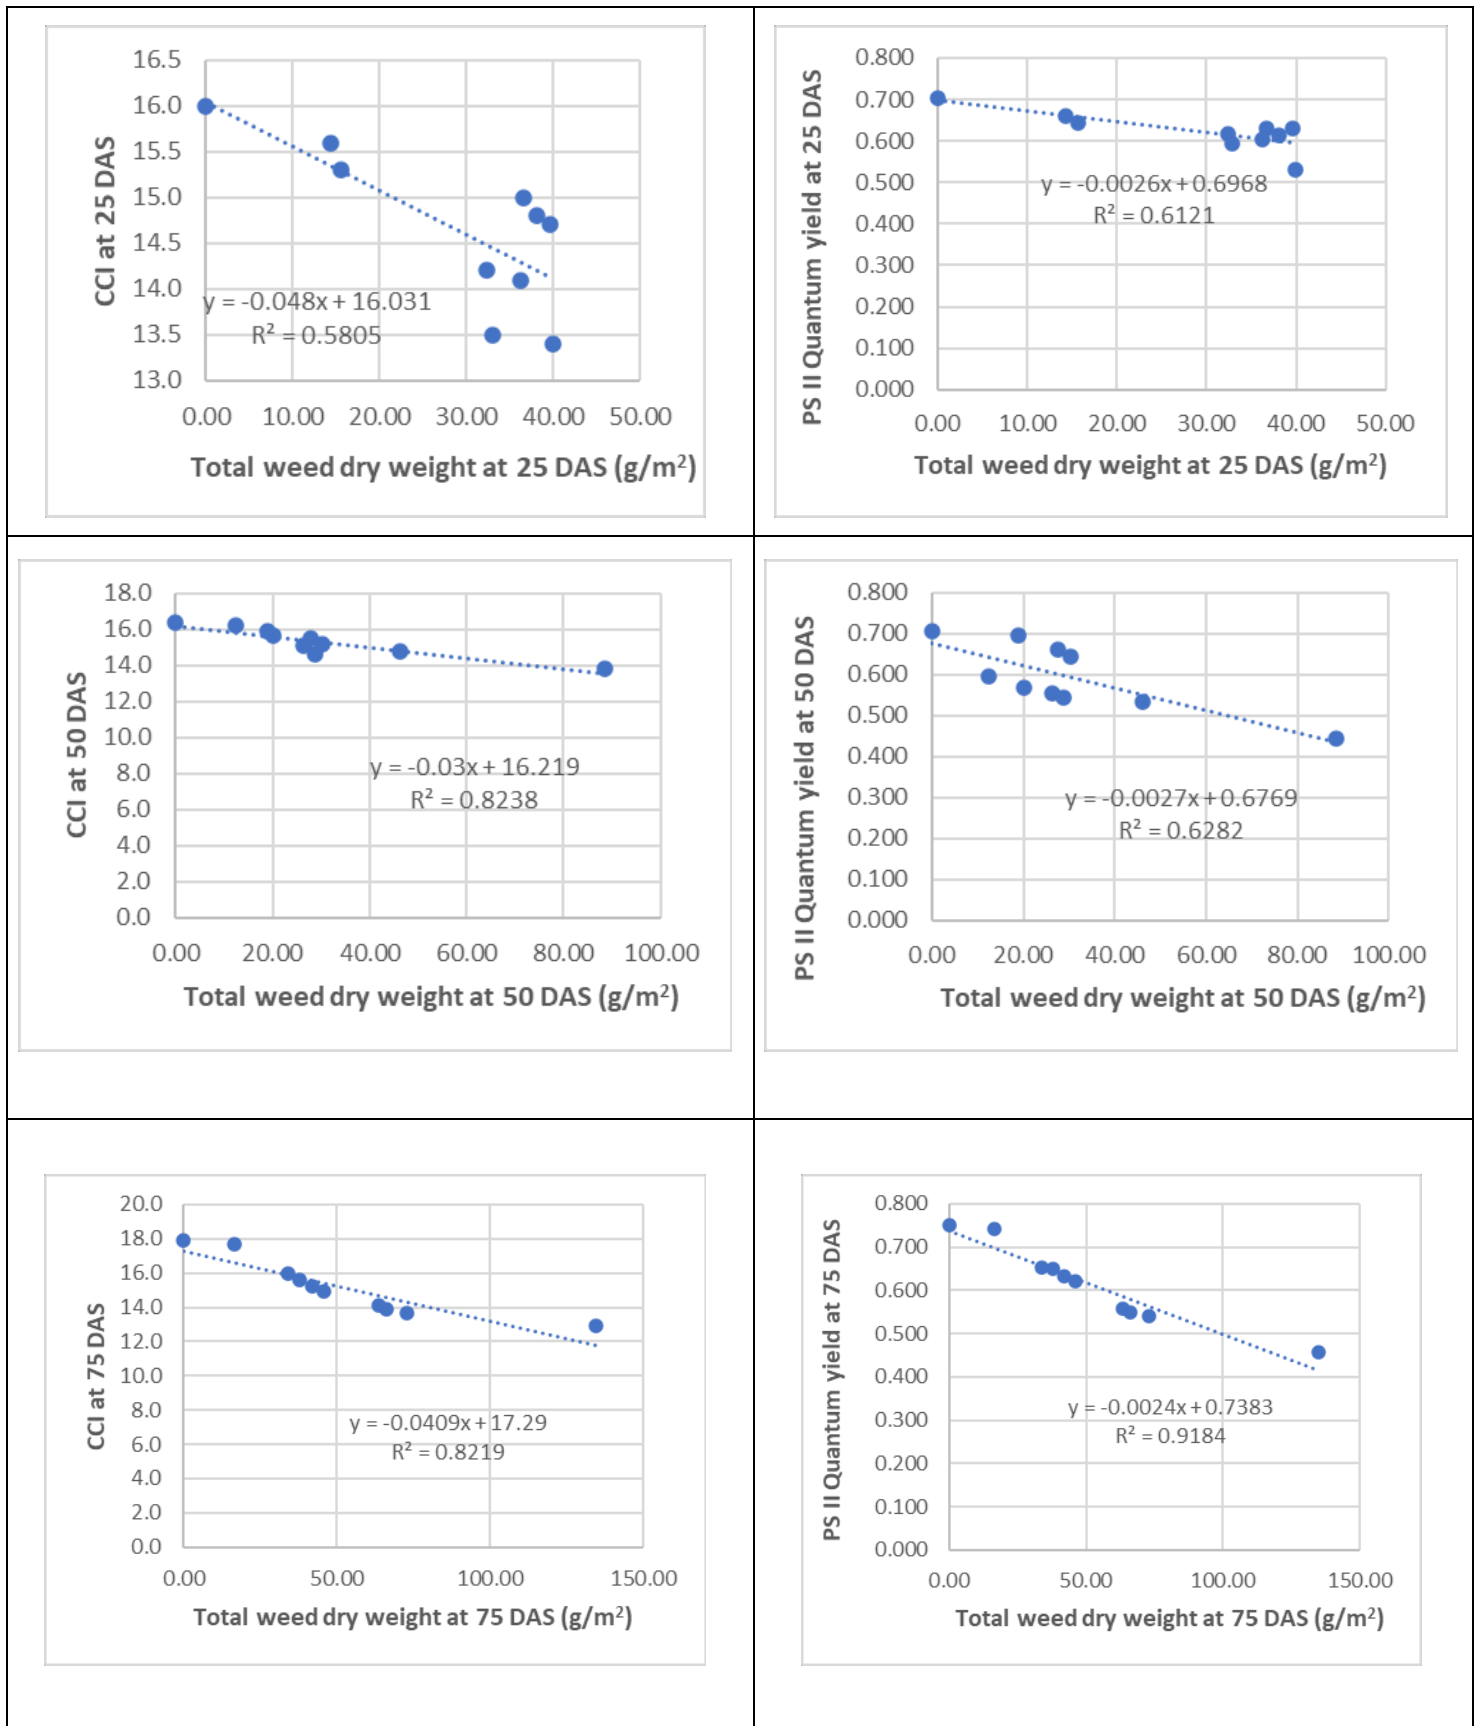 CCI at 25 DAS
16.5
16.0
15.5
15.0
14.5
14.0
13.5
13.0
y = -0.048x + 16.031
R² = 0.5805
0.00 10.00 20.00 30.00 40.00 50.00
Total weed dry weight at 25 DAS (g/m²)
PS II Quantum yield at 25 DAS
0.800
0.700
0.600
0.500
0.400
0.300
0.200
0.100
0.000
y = -0.0026x + 0.6968
R² = 0.6121
0.00 10.00 20.00 30.00 40.00 50.00
Total weed dry weight at 25 DAS (g/m²)
CCI at 50 DAS
18.0
16.0
14.0
12.0
10.0
8.0
6.0
4.0
2.0
0.0
y = -0.03x + 16.219
R² = 0.8238
0.00 20.00 40.00 60.00 80.00 100.00
Total weed dry weight at 50 DAS (g/m²)
PS II Quantum yield at 50 DAS
0.800
0.700
0.600
0.500
0.400
0.300
0.200
0.100
0.000
y = -0.0027x + 0.6769
R² = 0.6282
0.00 20.00 40.00 60.00 80.00 100.00
Total weed dry weight at 50 DAS (g/m²)
CCI at 75 DAS
20.0
18.0
16.0
14.0
12.0
10.0
8.0
6.0
4.0
2.0
0.0
y = -0.0409x + 17.29
R² = 0.8219
0.00 50.00 100.00 150.00
Total weed dry weight at 75 DAS (g/m²)
PS II Quantum yield at 75 DAS
0.800
0.700
0.600
0.500
0.400
0.300
0.200
0.100
0.000
y = -0.0024x + 0.7383
R² = 0.9184
0.00 50.00 100.00 150.00
Total weed dry weight at 75 DAS (g/m²)